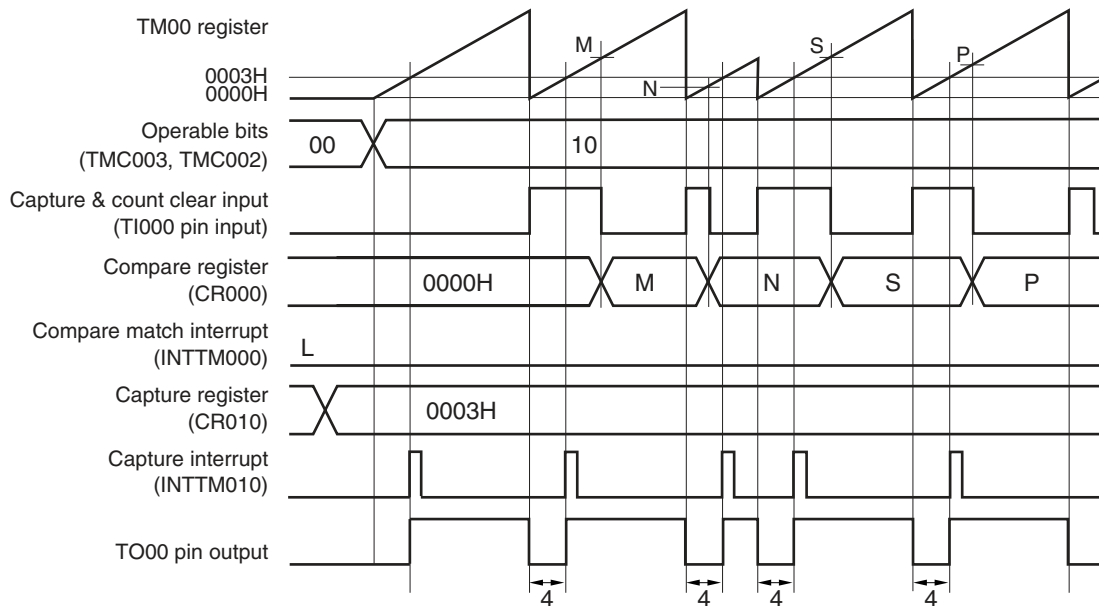 TM00 register
M
S
P
0003H
0000H
N
Operable bits
(TMC003, TMC002)
00
10
Capture & count clear input
(TI000 pin input)
Compare register
(CR000)
0000H
M
N
S
P
Compare match interrupt
(INTTM000)
L
Capture register
(CR010)
0003H
Capture interrupt
(INTTM010)
TO00 pin output
4
4
4
4